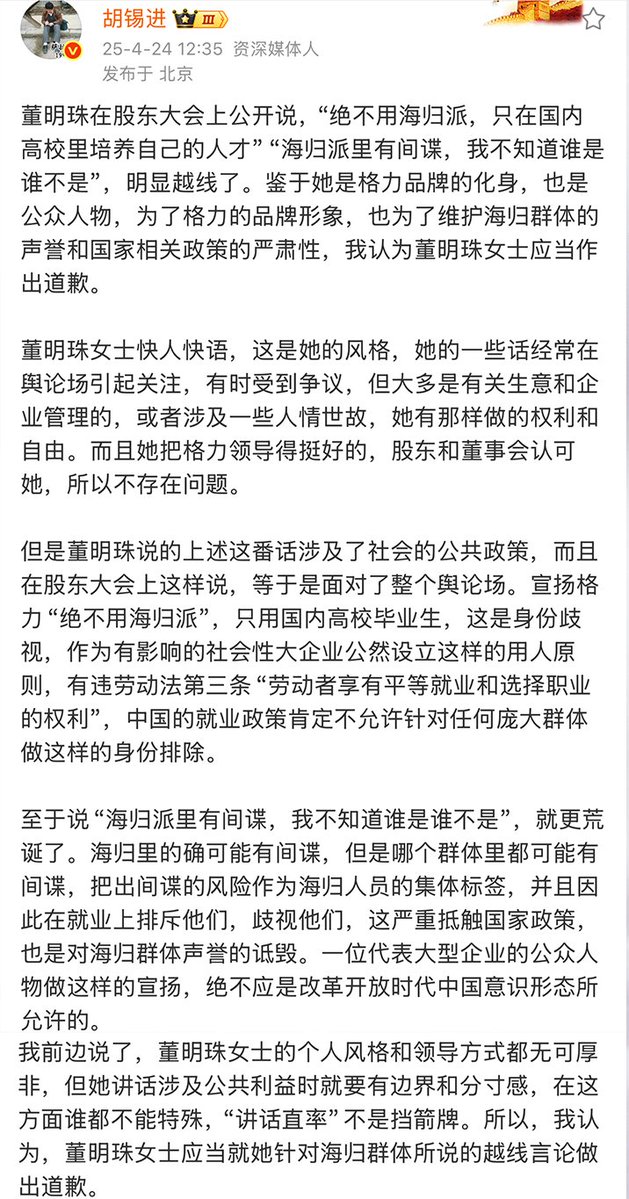 胡锡进 III
25-4-24 12:35 资深媒体人
发布于 北京
董明珠在股东大会上公开说，“绝不用海归派，只在国内
高校里培养自己的人才”“海归派里有间谍，我不知道谁是
谁不是”，明显越线了。鉴于她是格力品牌的化身，也是
公众人物，为了格力的品牌形象，也为了维护海归群体的
声誉和国家相关政策的严肃性，我认为董明珠女士应当作
出道歉。
董明珠女士快人快语，这是她的风格，她的一些话经常在
舆论场引起关注，有时受到争议，但大多是有关生意和企
业管理的，或者涉及一些人情世故，她有那样做的权利和
自由。而且她把格力领导得挺好的，股东和董事会认可
她，所以不存在问题。
但是董明珠说的上述这番话涉及了社会的公共政策，而且
在股东大会上这样说，等于是面对了整个舆论场。宣扬格
力“绝不用海归派”，只用国内高校毕业生，这是身份歧
视，作为有影响的社会性大企业公然设立这样的用人原
则，有违劳动法第三条“劳动者享有平等就业和选择职业
的权利”，中国的就业政策肯定不允许针对任何庞大群体
做这样的身份排除。
至于说“海归派里有间谍，我不知道谁是谁不是”，就更荒
诞了。海归里的确可能有间谍，但是哪个群体里都可能有
间谍，把出间谍的风险作为海归人员的集体标签，并且因
此在就业上排斥他们，歧视他们，这严重抵触国家政策，
也是对海归群体声誉的诋毁。一位代表大型企业的公众人
物做这样的宣扬，绝不应是改革开放时代中国意识形态所
允许的。
我前边说了，董明珠女士的个人风格和领导方式都无可厚
非，但她讲话涉及公共利益时就要有边界和分寸感，在这
方面谁都不能特殊，“讲话直率”不是挡箭牌。所以，我认
为，董明珠女士应当就她针对海归群体所说的越线言论做
出道歉。